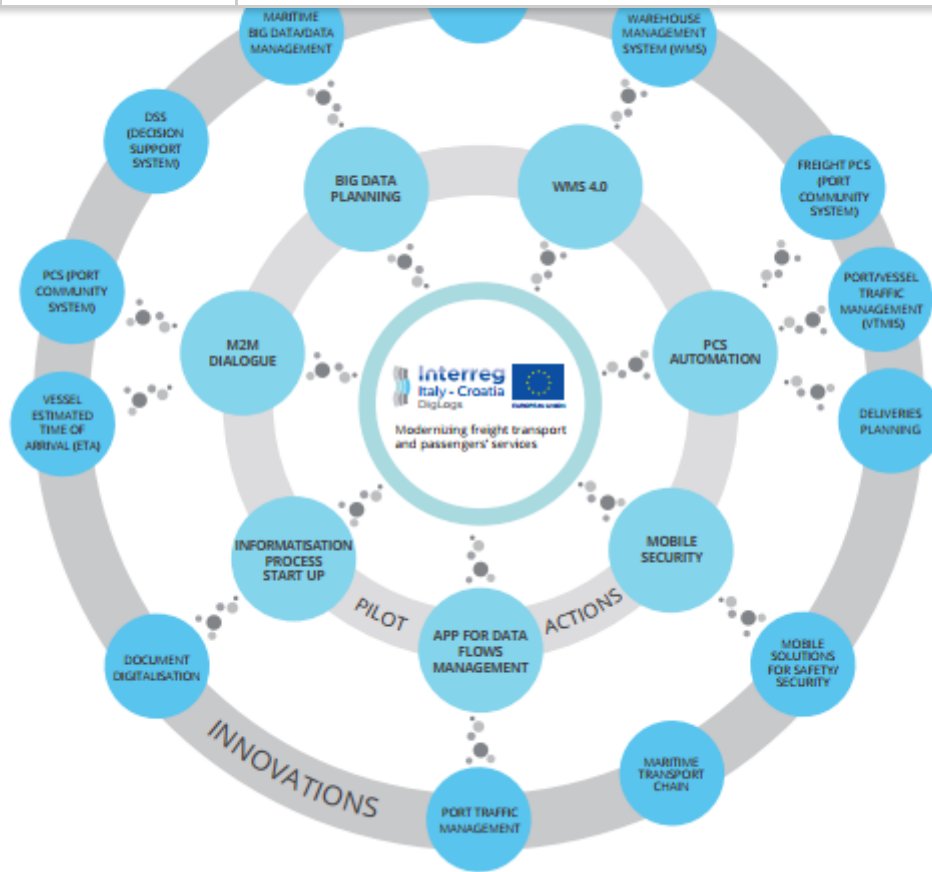 MARITIME
BIG DATA/DATA
MANAGEMENT
WAREHOUSE
MANAGEMENT
SYSTEM (WMS)
DSS
(DECISION
SUPPORT
SYSTEM)
FREIGHT PCS
(PORT
COMMUNITY
SYSTEM)
BIG DATA
PLANNING
WMS 4.0
PCS (PORT
COMMUNITY
SYSTEM)
PORT/VESSEL
TRAFFIC
MANAGEMENT
(VTMIS)
M2M
DIALOGUE
PCS
AUTOMATION
Interreg
Italy - Croatia
DigLogs
EUROPEAN UNION
Modernizing freight transport
and passengers' services
VESSEL
ESTIMATED
TIME OF
ARRIVAL (ETA)
DELIVERIES
PLANNING
INFORMATISATION
PROCESS
START UP
MOBILE
SECURITY
PILOT
ACTIONS
APP FOR DATA
FLOWS
MANAGEMENT
DOCUMENT
DIGITALISATION
MOBILE
SOLUTIONS
FOR SAFETY/
SECURITY
INNOVATIONS
MARITIME
TRANSPORT
CHAIN
PORT TRAFFIC
MANAGEMENT